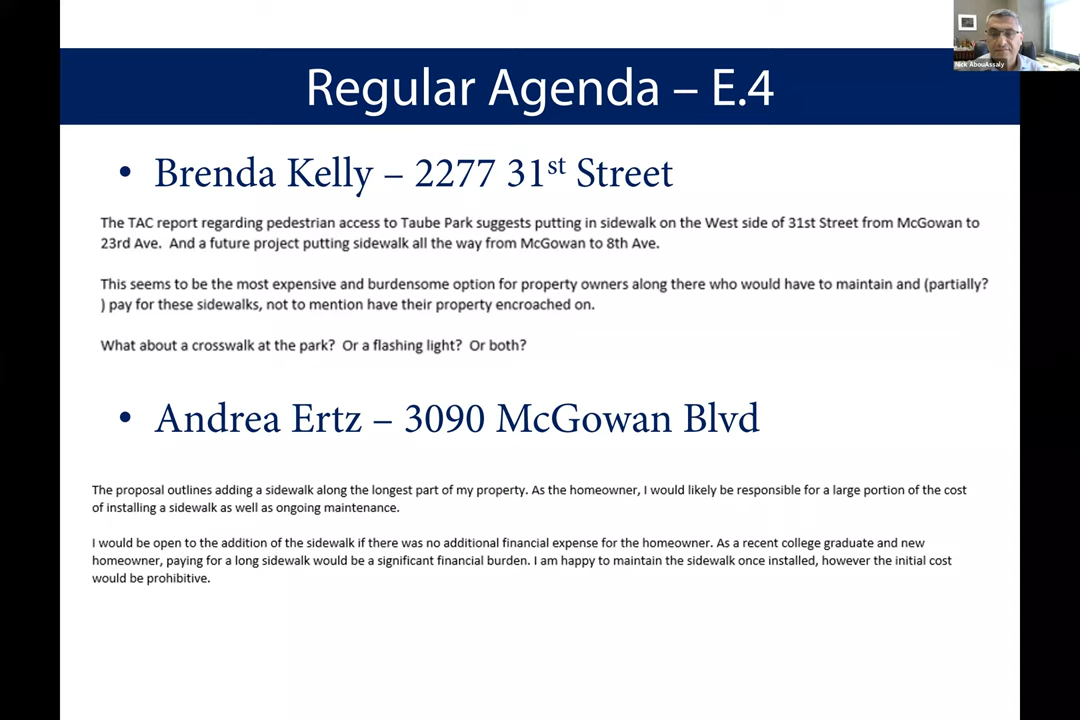 Nick AbouAssaly
Regular Agenda – E.4
• Brenda Kelly – 2277 31st Street
The TAC report regarding pedestrian access to Taube Park suggests putting in sidewalk on the West side of 31st Street from McGowan to
23rd Ave.  And a future project putting sidewalk all the way from McGowan to 8th Ave.
This seems to be the most expensive and burdensome option for property owners along there who would have to maintain and (partially?
) pay for these sidewalks, not to mention have their property encroached on.
What about a crosswalk at the park?  Or a flashing light?  Or both?
• Andrea Ertz – 3090 McGowan Blvd
The proposal outlines adding a sidewalk along the longest part of my property. As the homeowner, I would likely be responsible for a large portion of the cost
of installing a sidewalk as well as ongoing maintenance.
I would be open to the addition of the sidewalk if there was no additional financial expense for the homeowner. As a recent college graduate and new
homeowner, paying for a long sidewalk would be a significant financial burden. I am happy to maintain the sidewalk once installed, however the initial cost
would be prohibitive.